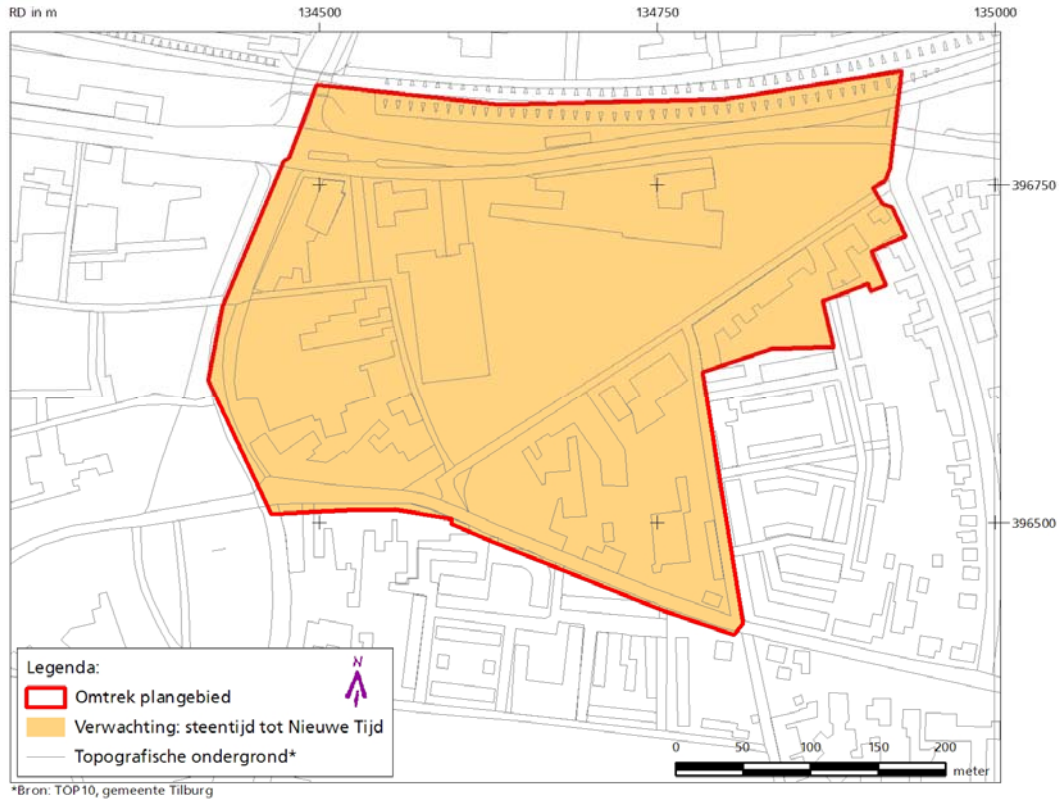 RD in m
134500
134750
135000
396750
396500
Legenda:
N
Omtrek plangebied
Verwachting: steentijd tot Nieuwe Tijd
Topografische ondergrond*
0 50 100 150 200
meter
*Bron: TOP10, gemeente Tilburg